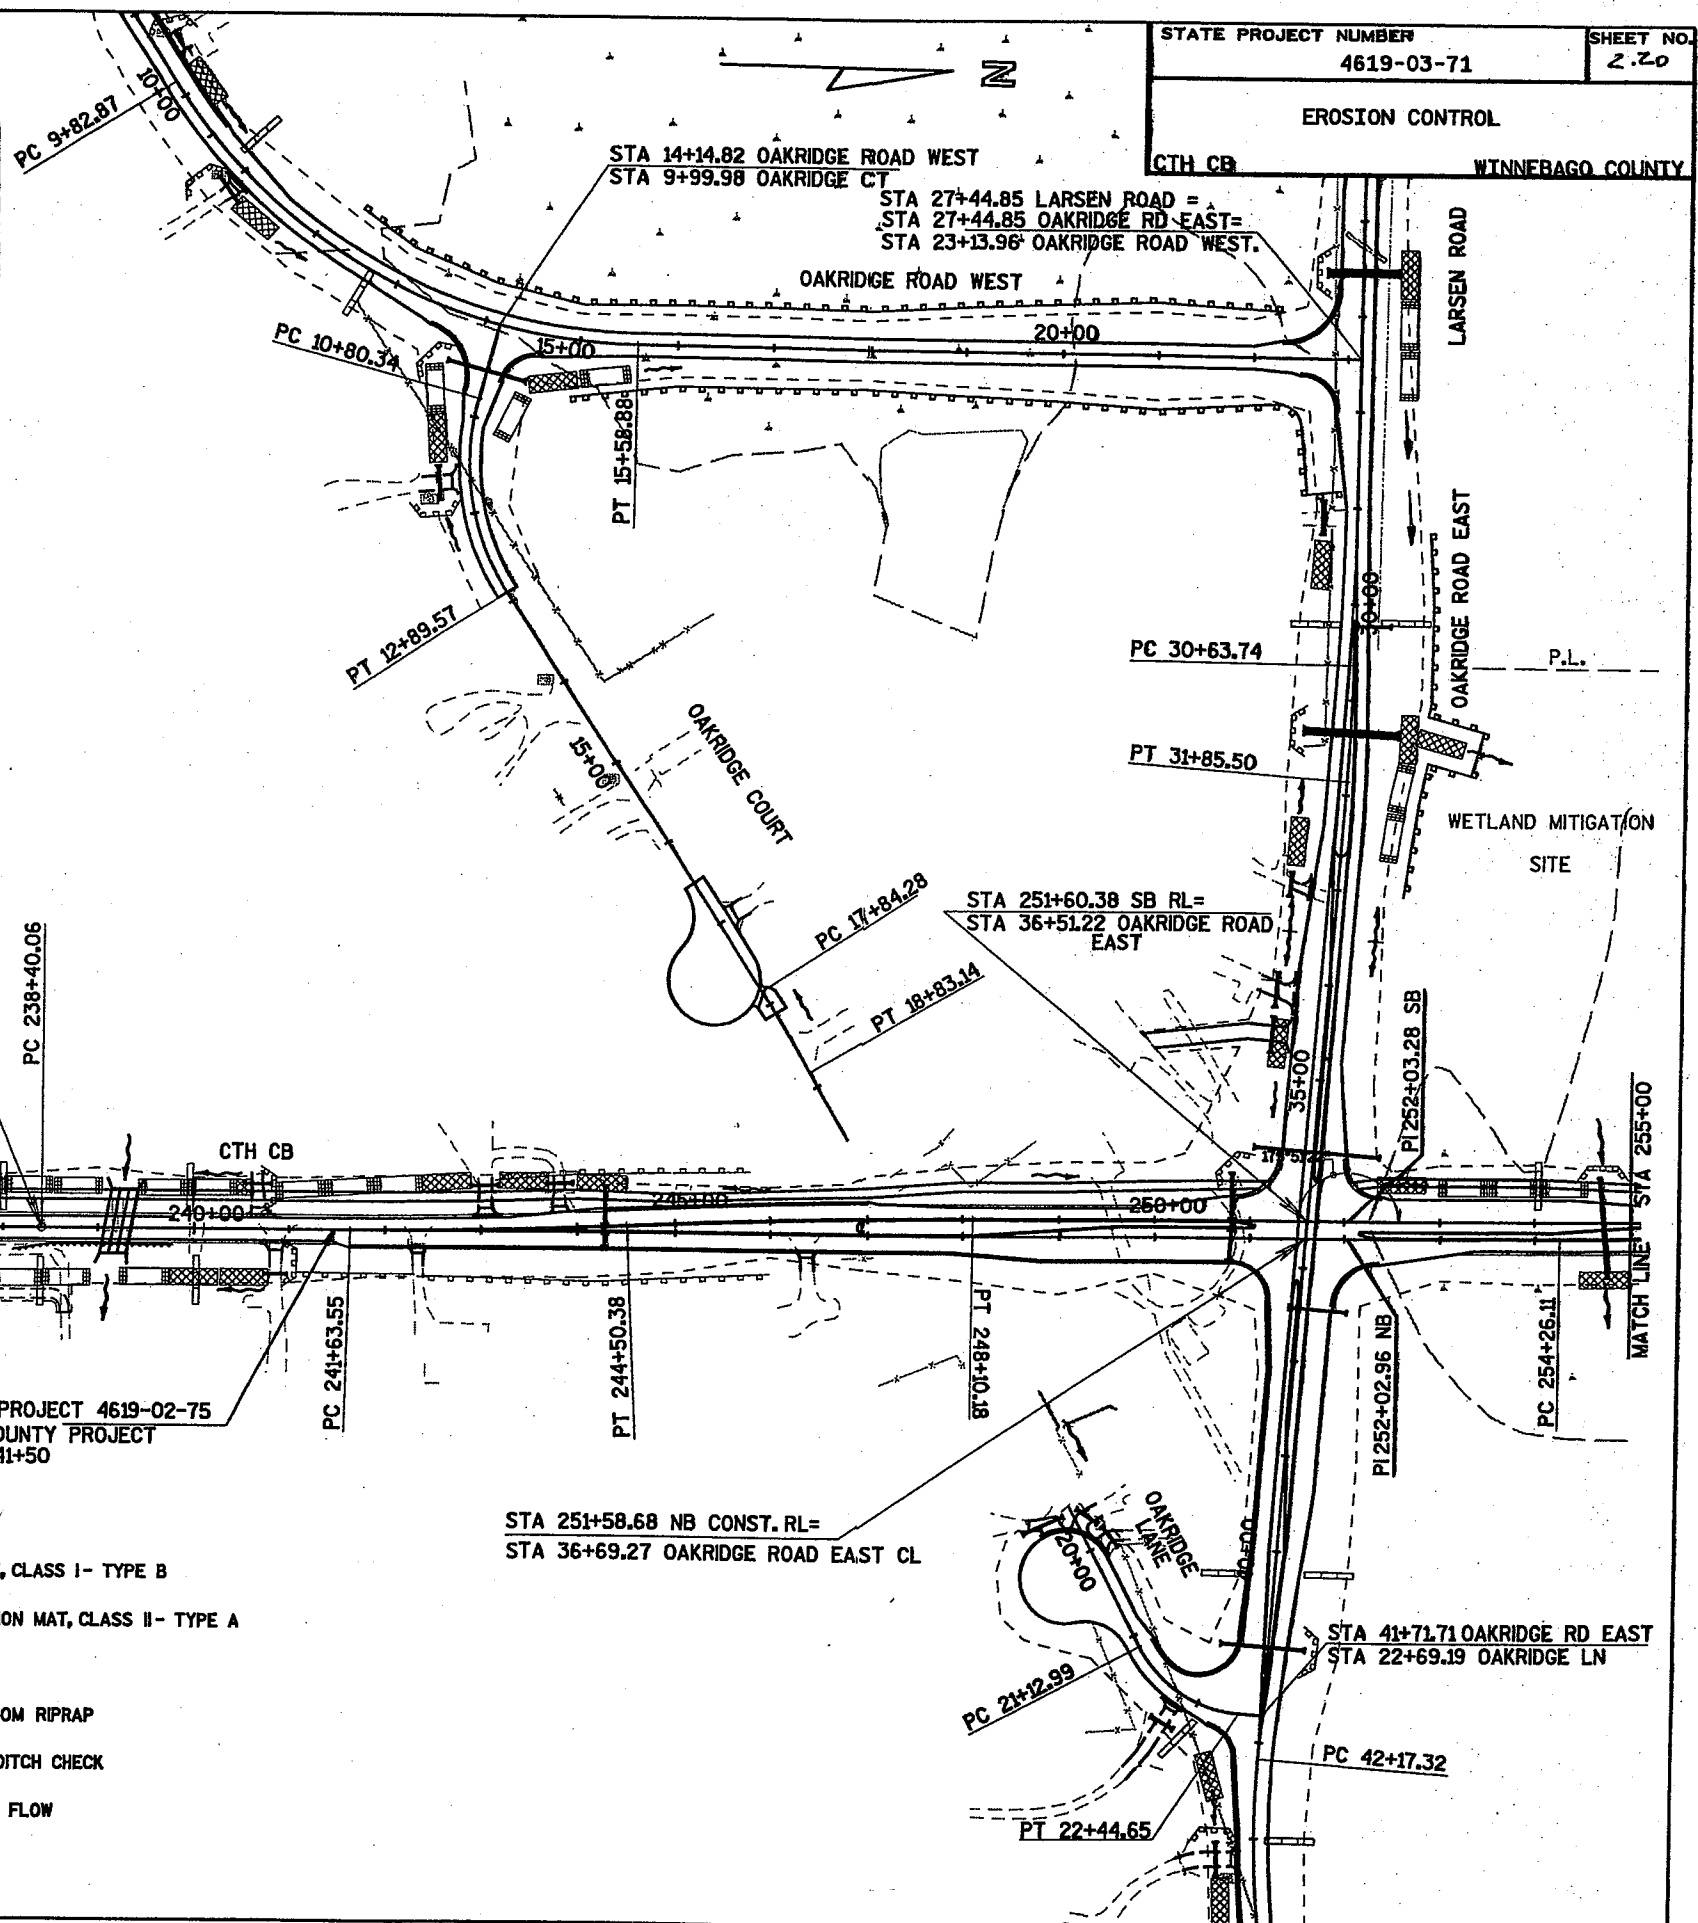 STATE PROJECT NUMBER
4619-03-71
SHEET NO.
2.20
EROSION CONTROL
CTH CB
WINNEBAGO COUNTY
N
10+00
PC 9+82.87
STA 14+14.82 OAKRIDGE ROAD WEST
STA 9+99.98 OAKRIDGE CT
STA 27+44.85 LARSEN ROAD =
STA 27+44.85 OAKRIDGE RD EAST=
STA 23+13.96 OAKRIDGE ROAD WEST.
OAKRIDGE ROAD WEST
LARSEN ROAD
PC 10+80.34
15+00
20+00
PT 15+58.88
OAKRIDGE ROAD EAST
30+00
PT 12+89.57
PC 30+63.74
P.L.
OAKRIDGE COURT
15+00
PT 31+85.50
WETLAND MITIGATION
SITE
PC 17+84.28
STA 251+60.38 SB RL=
STA 36+51.22 OAKRIDGE ROAD
EAST
PC 238+40.06
PT 18+83.14
PI 252+03.28 SB
35+00
CTH CB
240+00
245+00
250+00
MATCH LINE STA 255+00
PC 241+63.55
PT 244+50.38
PT 248+10.18
PI 252+02.96 NB
PC 254+26.11
PROJECT 4619-02-75
OUNTY PROJECT
41+50
STA 251+58.68 NB CONST. RL=
STA 36+69.27 OAKRIDGE ROAD EAST CL
OAKRIDGE
LANE
20+00
, CLASS I- TYPE B
ON MAT, CLASS II- TYPE A
STA 41+71.71 OAKRIDGE RD EAST
STA 22+69.19 OAKRIDGE LN
PC 21+12.99
OM RIPRAP
DITCH CHECK
PC 42+17.32
FLOW
PT 22+44.65